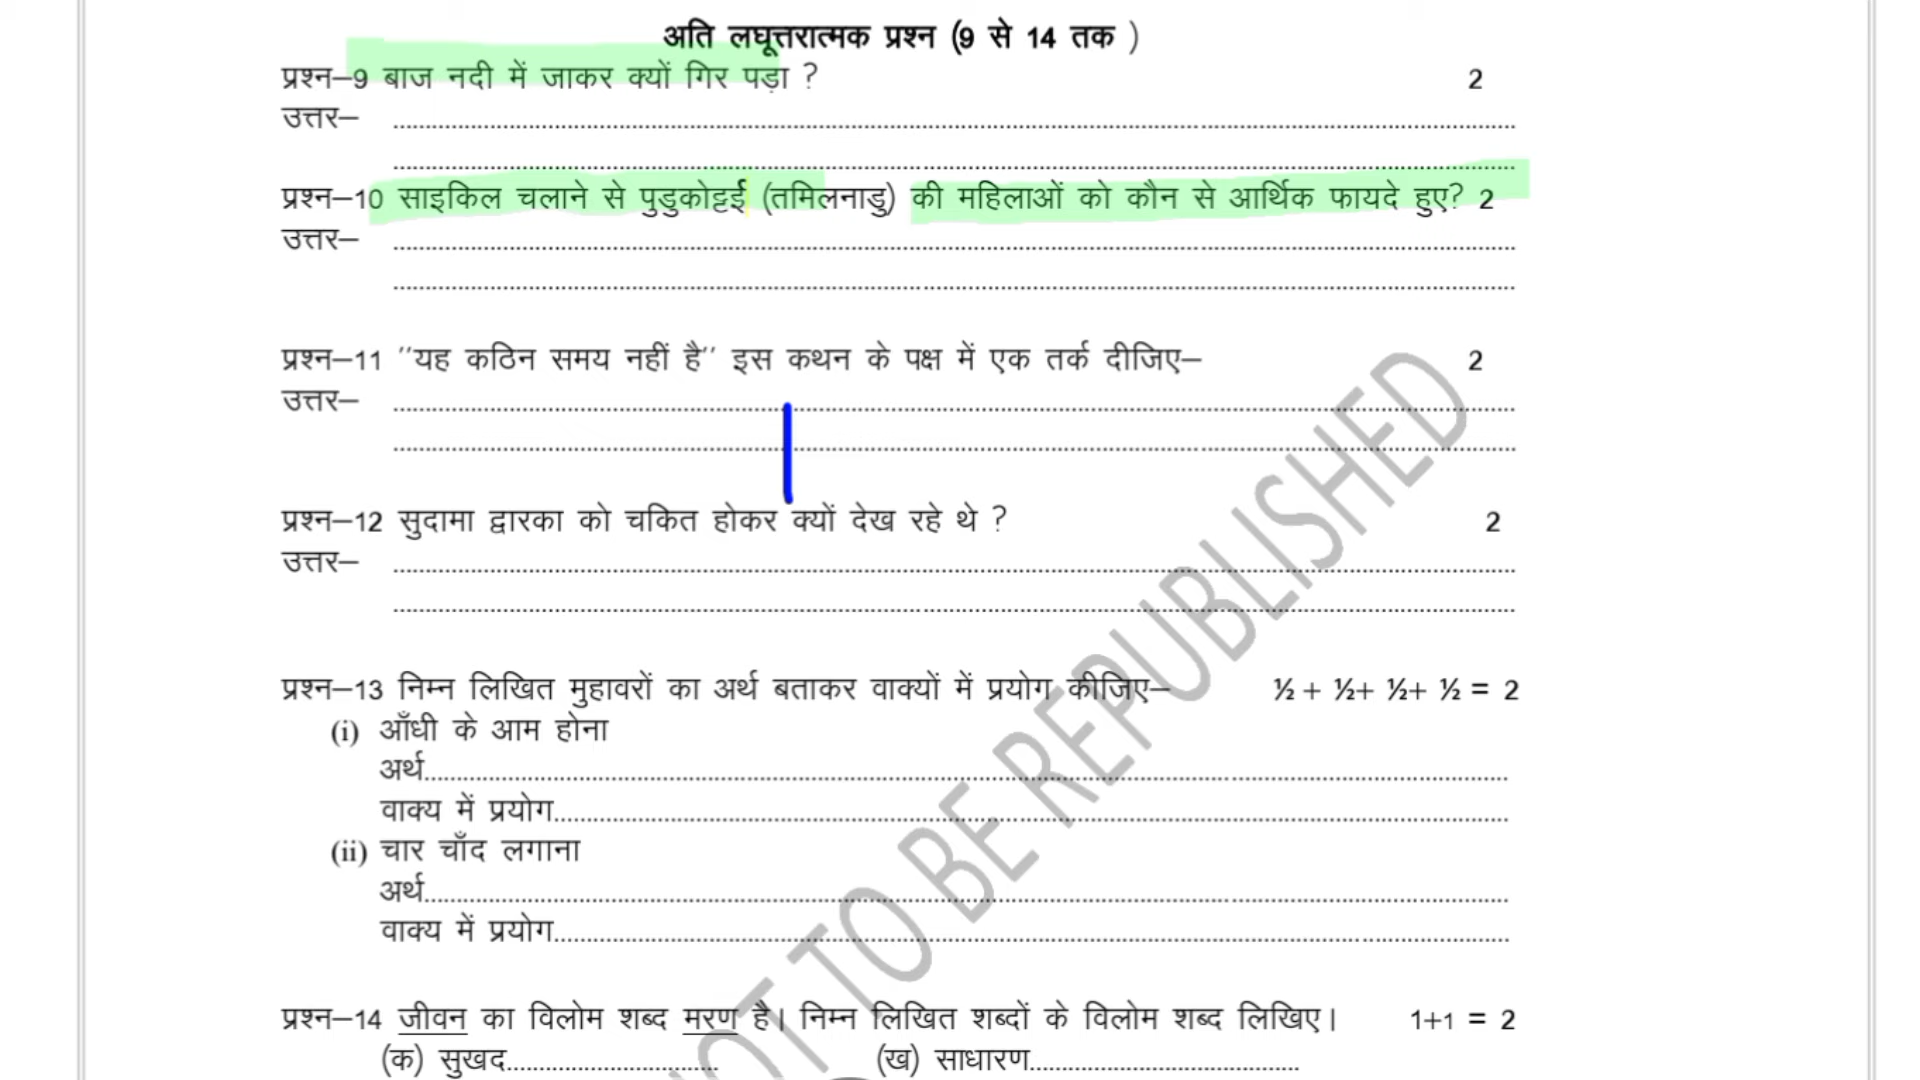 अति लघूत्तरात्मक प्रश्न (9 से 14 तक )
प्रश्न–9 बाज नदी में जाकर क्यों गिर पड़ा ? 2
उत्तर– ........................................
........................................
प्रश्न–10 साइकिल चलाने से पुडुकोट्टई (तमिलनाडु) की महिलाओं को कौन से आर्थिक फायदे हुए? 2
उत्तर– ........................................
........................................
प्रश्न–11 ′′यह कठिन समय नहीं है′′ इस कथन के पक्ष में एक तर्क दीजिए– 2
उत्तर– ........................................
........................................
प्रश्न–12 सुदामा द्वारका को चकित होकर क्यों देख रहे थे ? 2
उत्तर– ........................................
........................................
प्रश्न–13 निम्न लिखित मुहावरों का अर्थ बताकर वाक्यों में प्रयोग कीजिए– ½ + ½+ ½+ ½ = 2
(i) आँधी के आम होना
अर्थ........................................
वाक्य में प्रयोग........................................
(ii) चार चाँद लगाना
अर्थ........................................
वाक्य में प्रयोग........................................
प्रश्न–14 जीवन का विलोम शब्द मरण है। निम्न लिखित शब्दों के विलोम शब्द लिखिए। 1+1 = 2
(क) सुखद.............................. (ख) साधारण..............................
TO BE REPUBLISHED